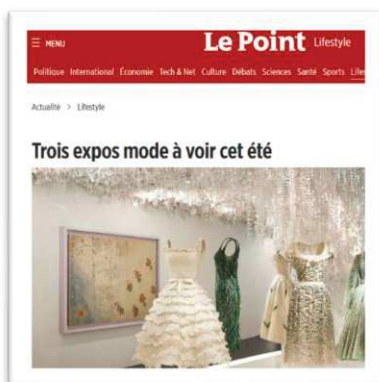 MENU
Le Point Lifestyle
Politique International Économie Tech & Net Culture Débats Sciences Santé Sports Lifes
Actualité > Lifestyle
Trois expos mode à voir cet été